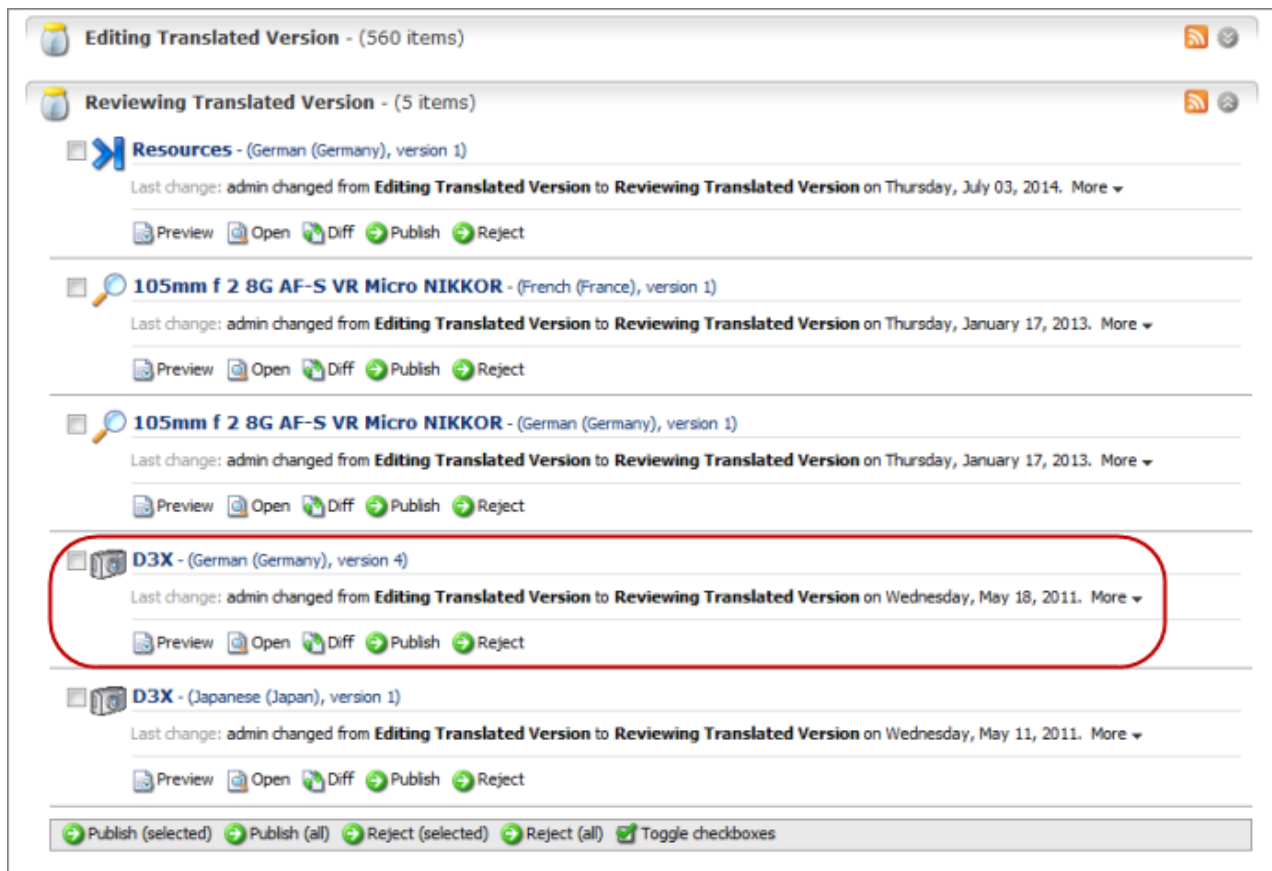 Editing Translated Version - (560 items)
Reviewing Translated Version - (5 items)
Resources - (German (Germany), version 1)
Last change: admin changed from Editing Translated Version to Reviewing Translated Version on Thursday, July 03, 2014. More
Preview Open Diff Publish Reject
105mm f 2 8G AF-S VR Micro NIKKOR - (French (France), version 1)
Last change: admin changed from Editing Translated Version to Reviewing Translated Version on Thursday, January 17, 2013. More
Preview Open Diff Publish Reject
105mm f 2 8G AF-S VR Micro NIKKOR - (German (Germany), version 1)
Last change: admin changed from Editing Translated Version to Reviewing Translated Version on Thursday, January 17, 2013. More
Preview Open Diff Publish Reject
D3X - (German (Germany), version 4)
Last change: admin changed from Editing Translated Version to Reviewing Translated Version on Wednesday, May 18, 2011. More
Preview Open Diff Publish Reject
D3X - (Japanese (Japan), version 1)
Last change: admin changed from Editing Translated Version to Reviewing Translated Version on Wednesday, May 11, 2011. More
Preview Open Diff Publish Reject
Publish (selected) Publish (all) Reject (selected) Reject (all) Toggle checkboxes